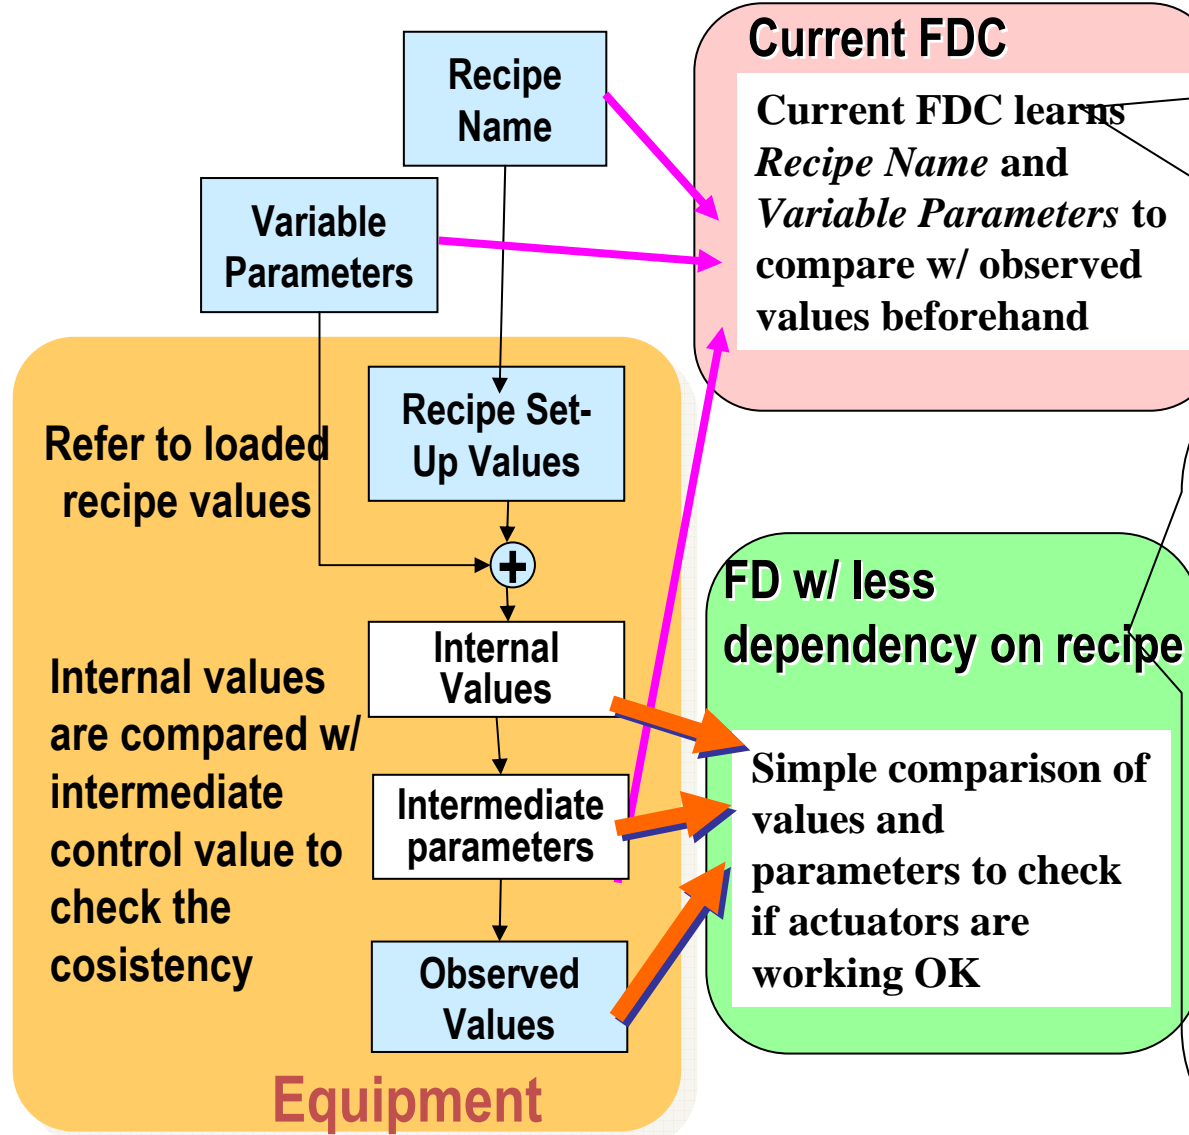 Current FDC
Recipe
Name
Current FDC learns
Recipe Name and
Variable Parameters to
compare w/ observed
values beforehand
Variable
Parameters
Recipe Set-
Up Values
Refer to loaded
recipe values
+
FD w/ less
dependency on recipe
Internal
Values
Internal values
are compared w/
intermediate
control value to
check the
cosistency
Intermediate
parameters
Simple comparison of
values and
parameters to check
if actuators are
working OK
Observed
Values
Equipment